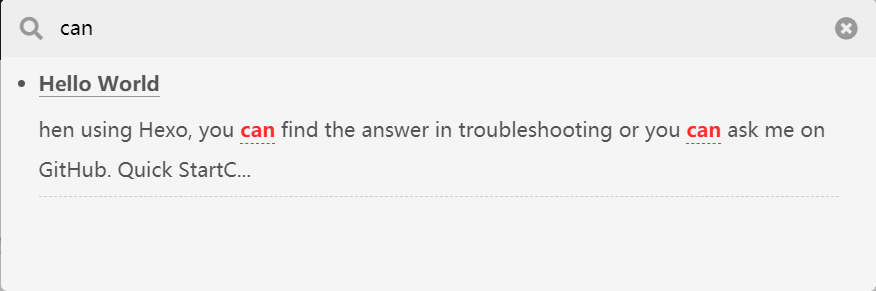 can
Hello World
hen using Hexo, you can find the answer in troubleshooting or you can ask me on
GitHub. Quick StartC...